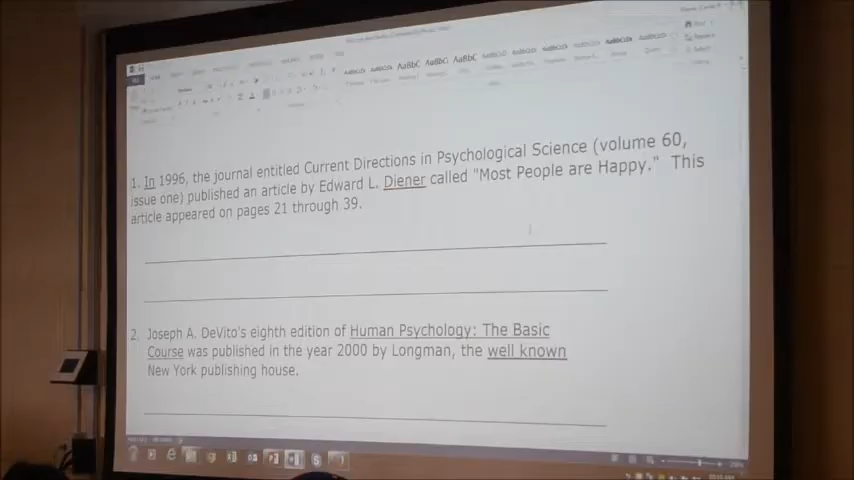 1. In 1996, the journal entitled Current Directions in Psychological Science (volume 60,
issue one) published an article by Edward L. Diener called "Most People are Happy." This
article appeared on pages 21 through 39.
2. Joseph A. DeVito's eighth edition of Human Psychology: The Basic
Course was published in the year 2000 by Longman, the well known
New York publishing house.